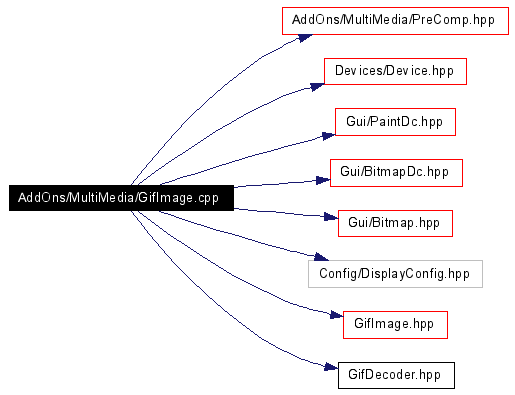 AddOns/MultiMedia/PreComp.hpp
Devices/Device.hpp
Gui/PaintDc.hpp
Gui/BitmapDc.hpp
AddOns/MultiMedia/GifImage.cpp
Gui/Bitmap.hpp
Config/DisplayConfig.hpp
GifImage.hpp
GifDecoder.hpp